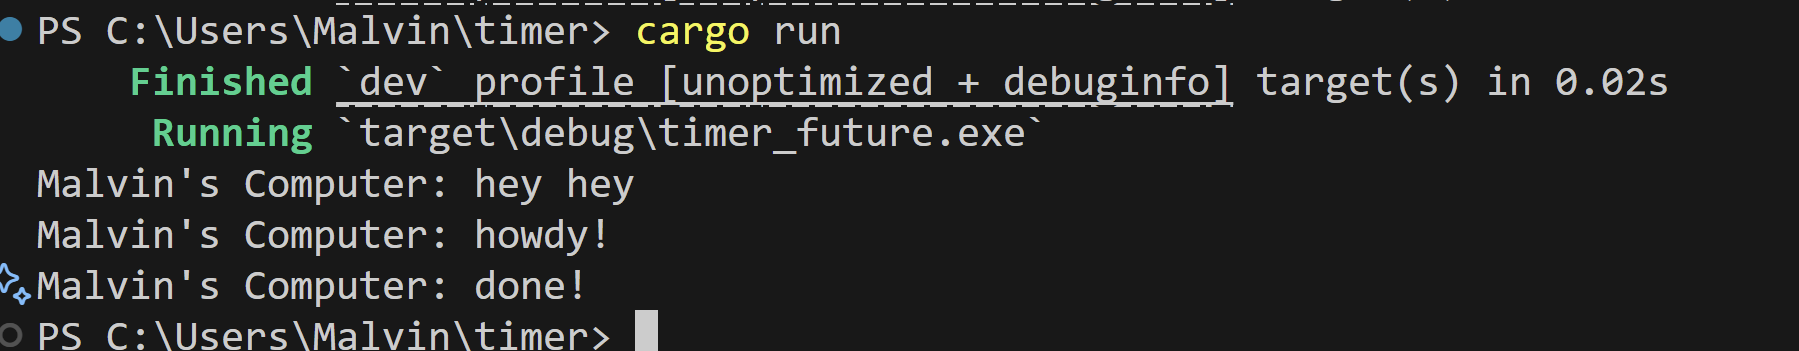 PS C:\Users\Malvin\timer> cargo run
Finished `dev` profile [unoptimized + debuginfo] target(s) in 0.02s
Running `target\debug\timer_future.exe`
Malvin's Computer: hey hey
Malvin's Computer: howdy!
Malvin's Computer: done!
PS C:\Users\Malvin\timer>